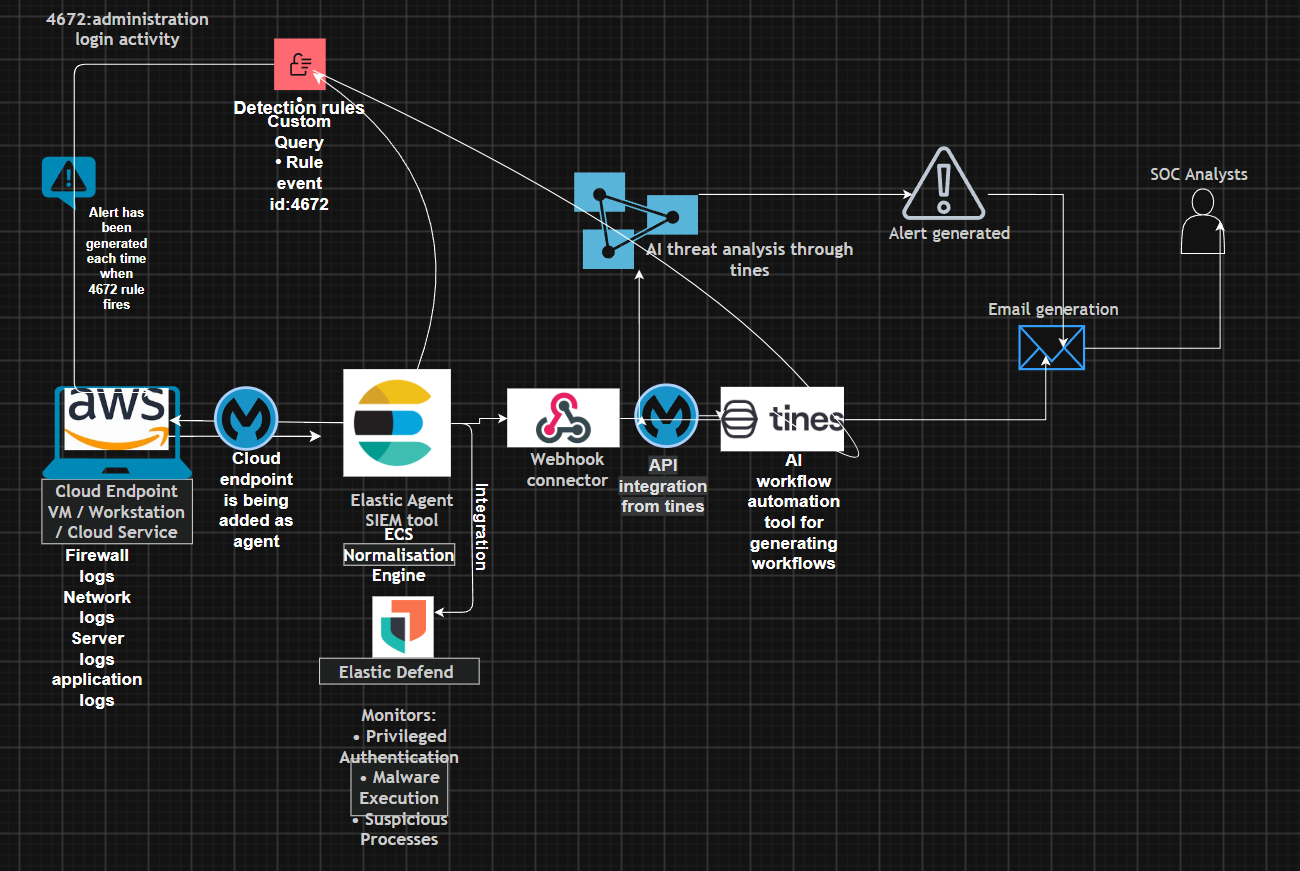 4672:administration
login activity
Detection rules
•
Custom
Query
• Rule
event
id:4672
Alert has
been
generated
each time
when
4672 rule
fires
SOC Analysts
Alert generated
AI threat analysis through
tines
Email generation
aws
Cloud Endpoint
VM / Workstation
/ Cloud Service
Firewall
logs
Network
logs
Server
logs
application
logs
Cloud
endpoint
is being
added as
agent
Elastic Agent
SIEM tool
ECS
Normalisation
Engine
Integration
Elastic Defend
Monitors:
• Privileged
Authentication
• Malware
Execution
• Suspicious
Processes
Webhook
connector
API
integration
from tines
tines
AI
workflow
automation
tool for
generating
workflows